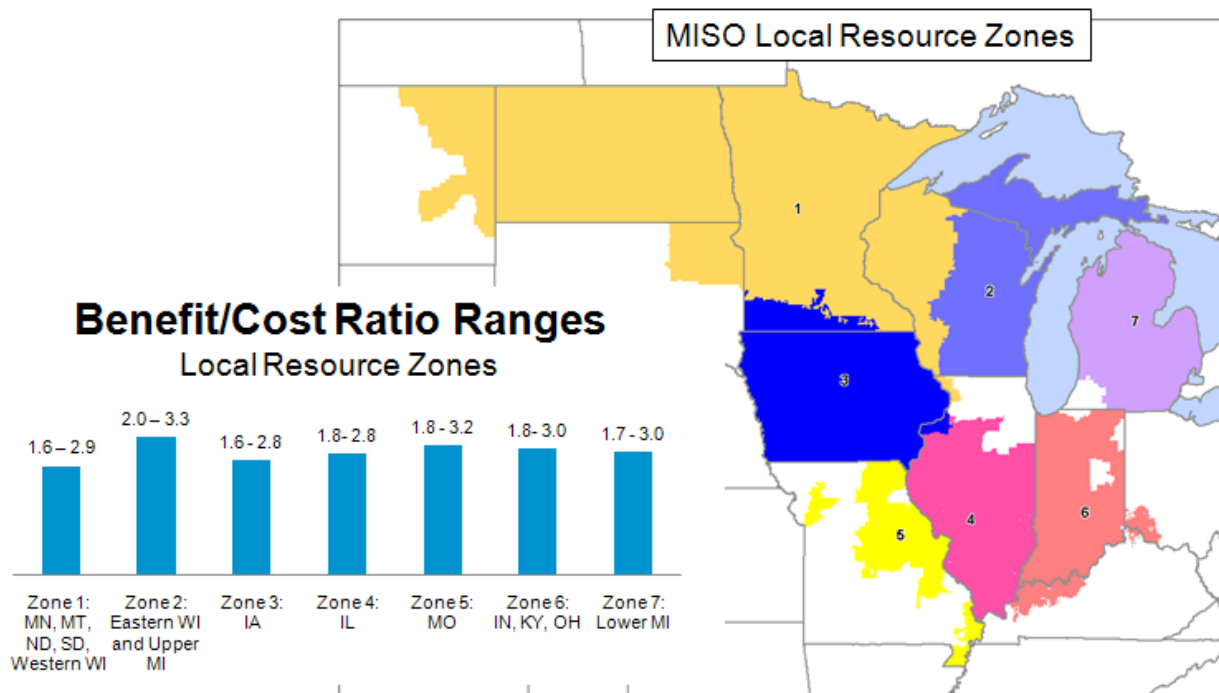 MISO Local Resource Zones
1
2
7
3
4
5
6
Benefit/Cost Ratio Ranges
Local Resource Zones
1.6 – 2.9
2.0 – 3.3
1.6 - 2.8
1.8 - 2.8
1.8 - 3.2
1.8 - 3.0
1.7 - 3.0
Zone 1:
MN, MT,
ND, SD,
Western WI
Zone 2:
Eastern WI
and Upper
MI
Zone 3:
IA
Zone 4:
IL
Zone 5:
MO
Zone 6:
IN, KY, OH
Zone 7:
Lower MI